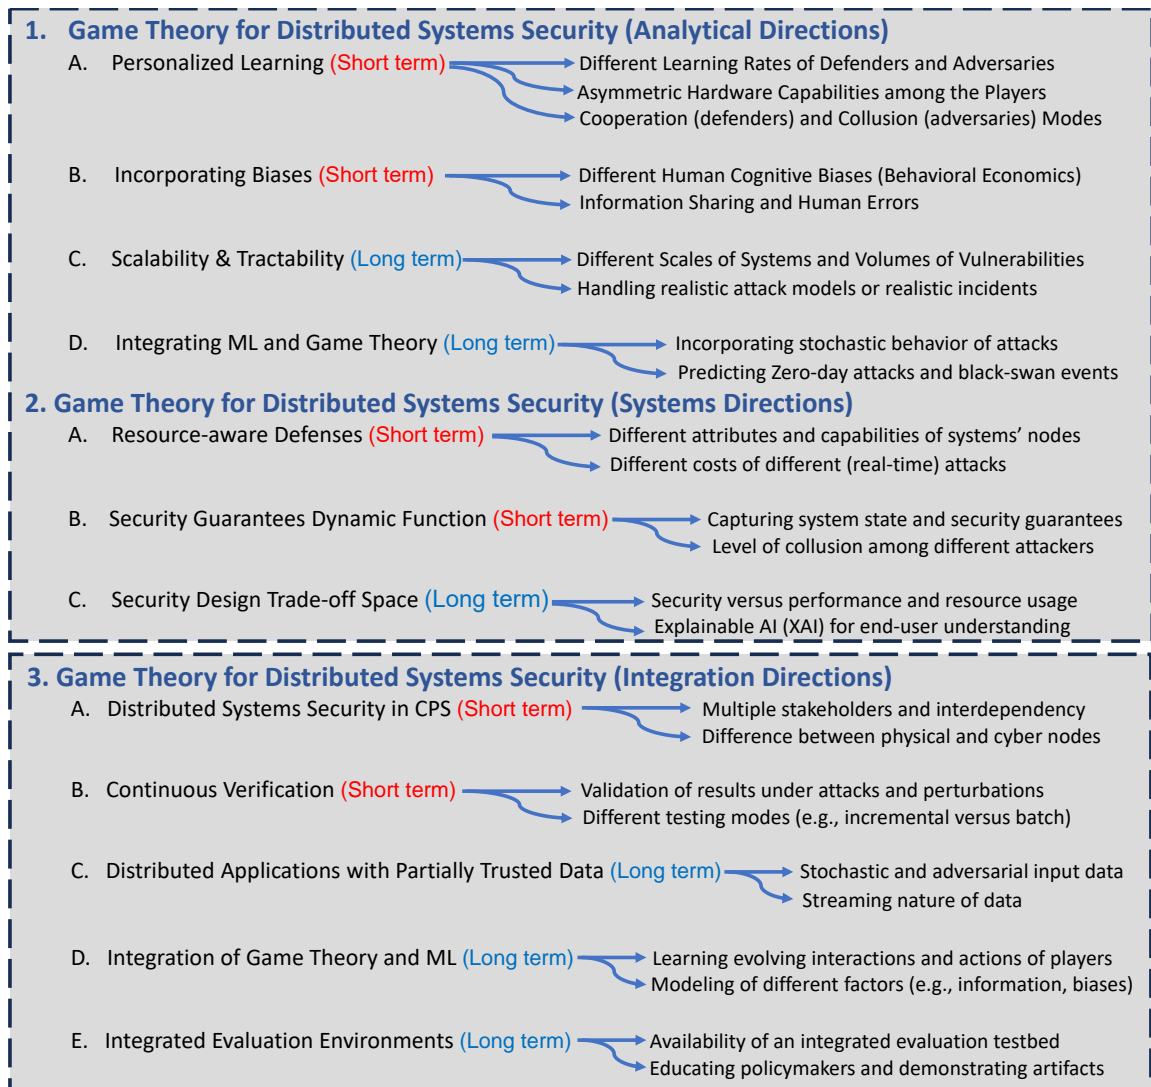 1. Game Theory for Distributed Systems Security (Analytical Directions)
A. Personalized Learning (Short term)
Different Learning Rates of Defenders and Adversaries
Asymmetric Hardware Capabilities among the Players
Cooperation (defenders) and Collusion (adversaries) Modes
B. Incorporating Biases (Short term)
Different Human Cognitive Biases (Behavioral Economics)
Information Sharing and Human Errors
C. Scalability & Tractability (Long term)
Different Scales of Systems and Volumes of Vulnerabilities
Handling realistic attack models or realistic incidents
D. Integrating ML and Game Theory (Long term)
Incorporating stochastic behavior of attacks
Predicting Zero-day attacks and black-swan events
2. Game Theory for Distributed Systems Security (Systems Directions)
A. Resource-aware Defenses (Short term)
Different attributes and capabilities of systems' nodes
Different costs of different (real-time) attacks
B. Security Guarantees Dynamic Function (Short term)
Capturing system state and security guarantees
Level of collusion among different attackers
C. Security Design Trade-off Space (Long term)
Security versus performance and resource usage
Explainable AI (XAI) for end-user understanding
3. Game Theory for Distributed Systems Security (Integration Directions)
A. Distributed Systems Security in CPS (Short term)
Multiple stakeholders and interdependency
Difference between physical and cyber nodes
B. Continuous Verification (Short term)
Validation of results under attacks and perturbations
Different testing modes (e.g., incremental versus batch)
C. Distributed Applications with Partially Trusted Data (Long term)
Stochastic and adversarial input data
Streaming nature of data
D. Integration of Game Theory and ML (Long term)
Learning evolving interactions and actions of players
Modeling of different factors (e.g., information, biases)
E. Integrated Evaluation Environments (Long term)
Availability of an integrated evaluation testbed
Educating policymakers and demonstrating artifacts